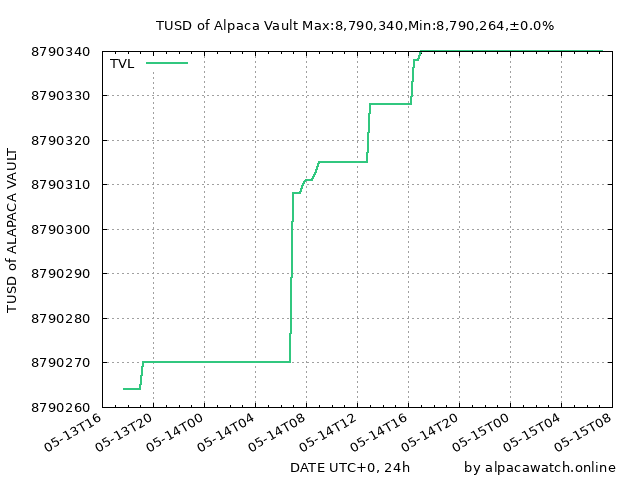 TUSD of Alpaca Vault Max:8,790,340,Min:8,790,264,±0.0%
TVL
8790340
8790330
8790320
8790310
8790300
8790290
8790280
8790270
8790260
TUSD of ALAPACA VAULT
05-13T16
05-13T20
05-14T00
05-14T04
05-14T08
05-14T12
05-14T16
05-14T20
05-15T00
05-15T04
05-15T08
DATE UTC+0, 24h
by alpacawatch.online